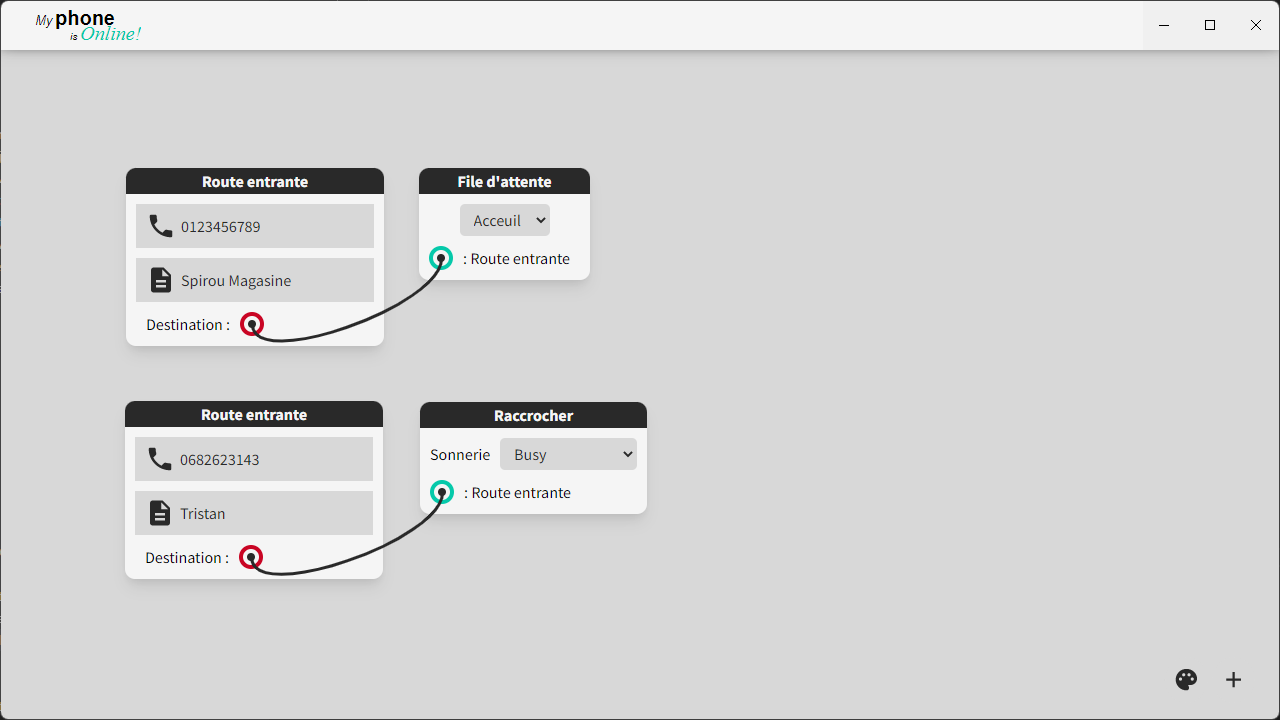 My phone
is Online!
Route entrante
0123456789
Spirou Magasine
Destination :
File d'attente
Acceuil
: Route entrante
Route entrante
0682623143
Tristan
Destination :
Raccrocher
Sonnerie Busy
: Route entrante